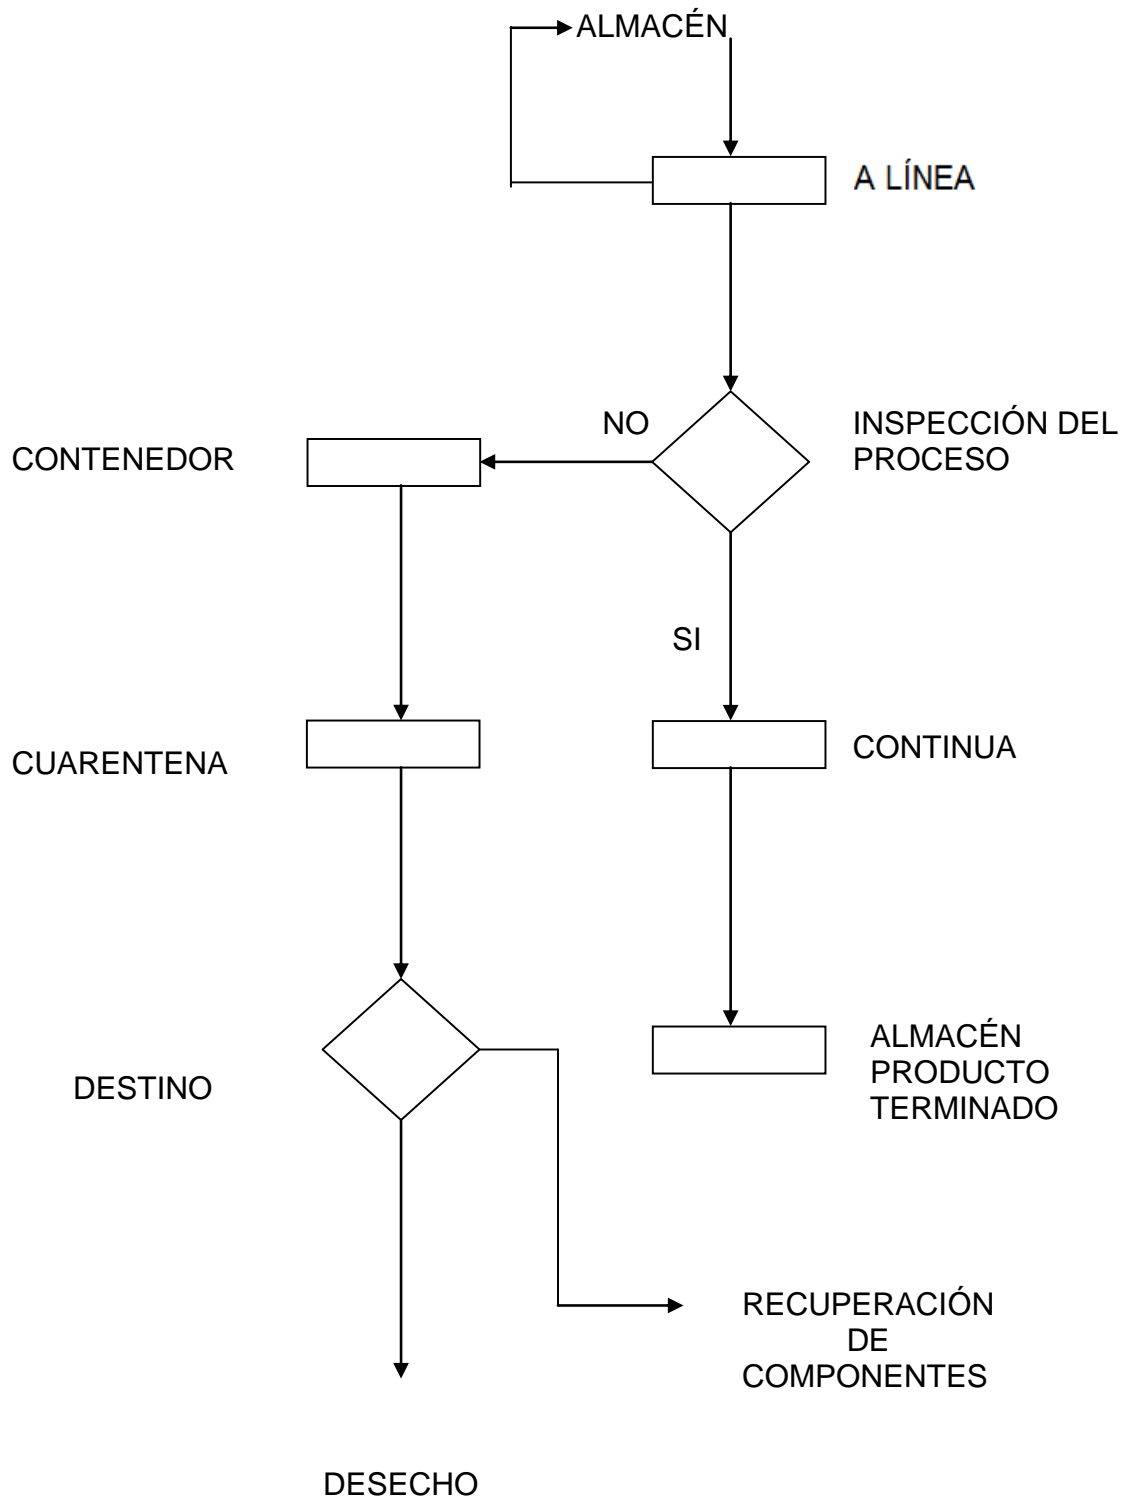 ALMACÉN
A LÍNEA
NO
INSPECCIÓN DEL
PROCESO
CONTENEDOR
SI
CUARENTENA
CONTINUA
ALMACÉN
PRODUCTO
TERMINADO
DESTINO
RECUPERACIÓN
DE
COMPONENTES
DESECHO